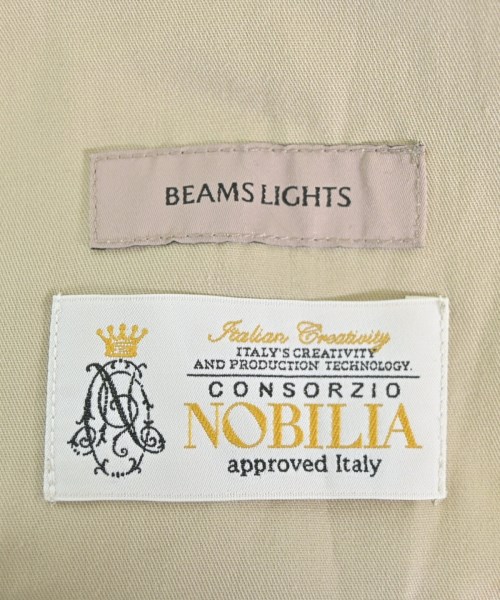 BEAMS LIGHTS
Italian Creativity
ITALY'S CREATIVITY
AND PRODUCTION TECHNOLOGY.
CONSORZIO
NOBILIA
approved Italy